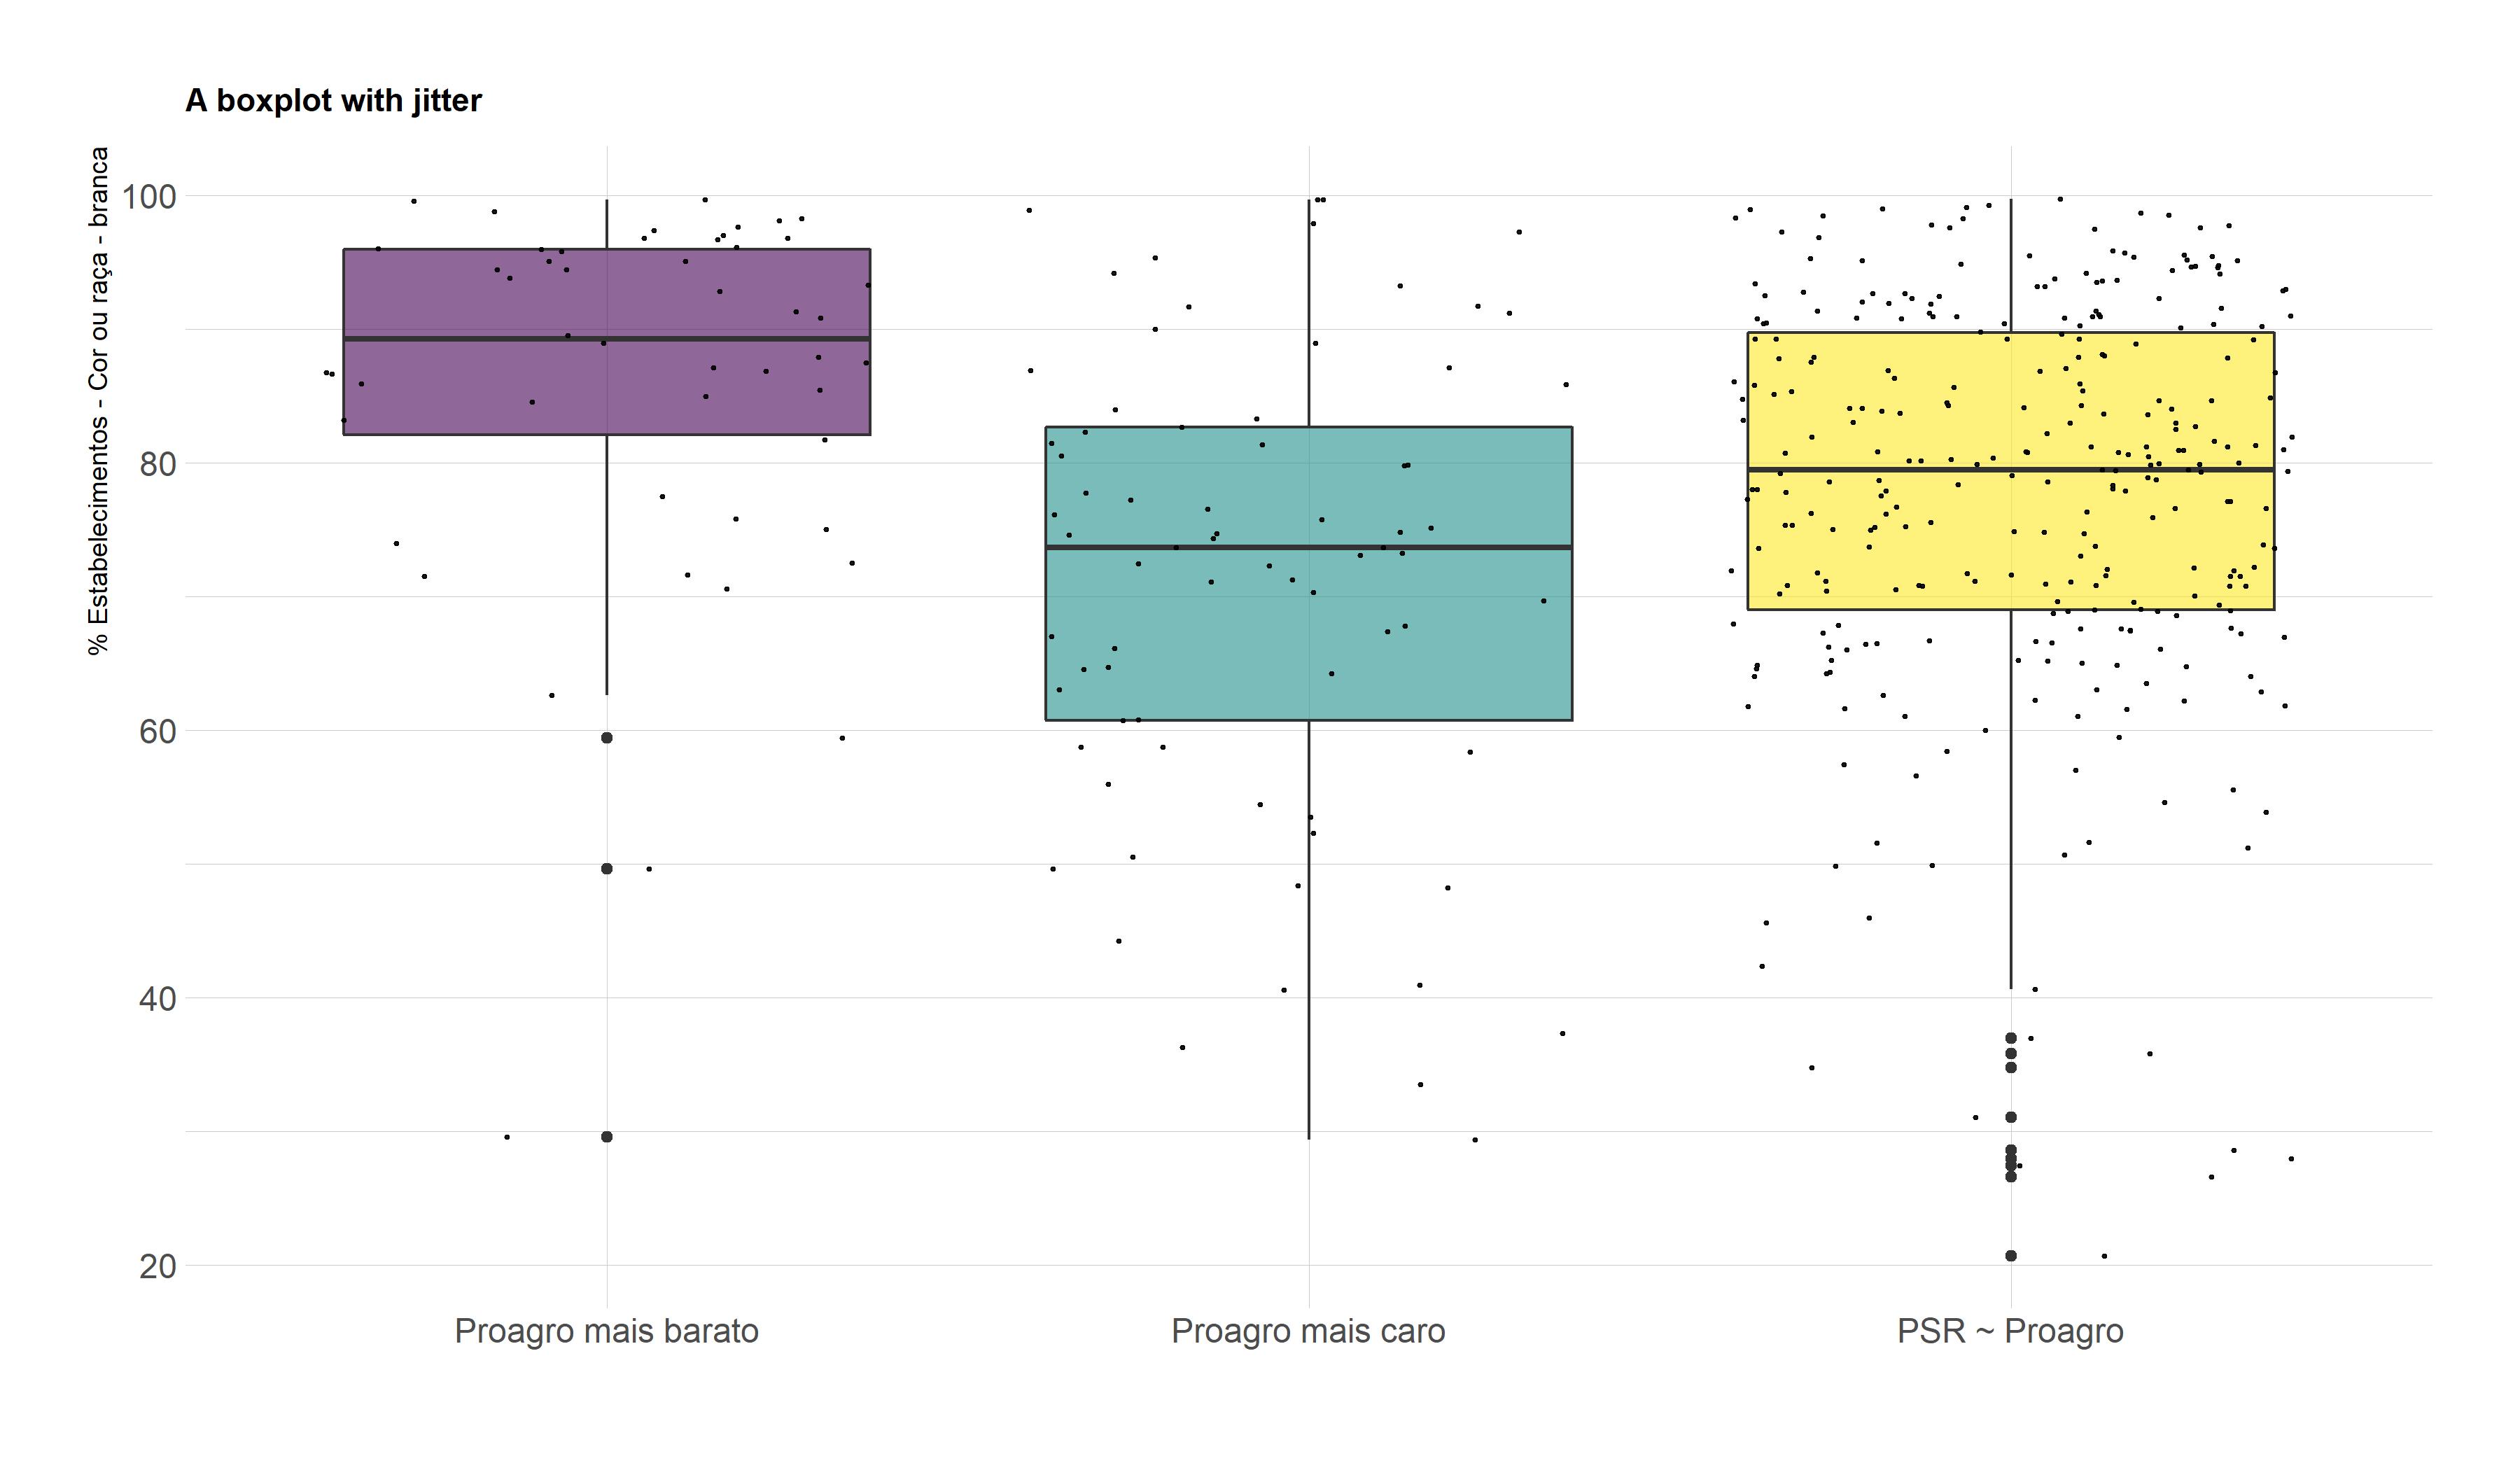 A boxplot with jitter
% Estabelecimentos - Cor ou raça - branca
100
80
60
40
20
Proagro mais barato
Proagro mais caro
PSR ~ Proagro